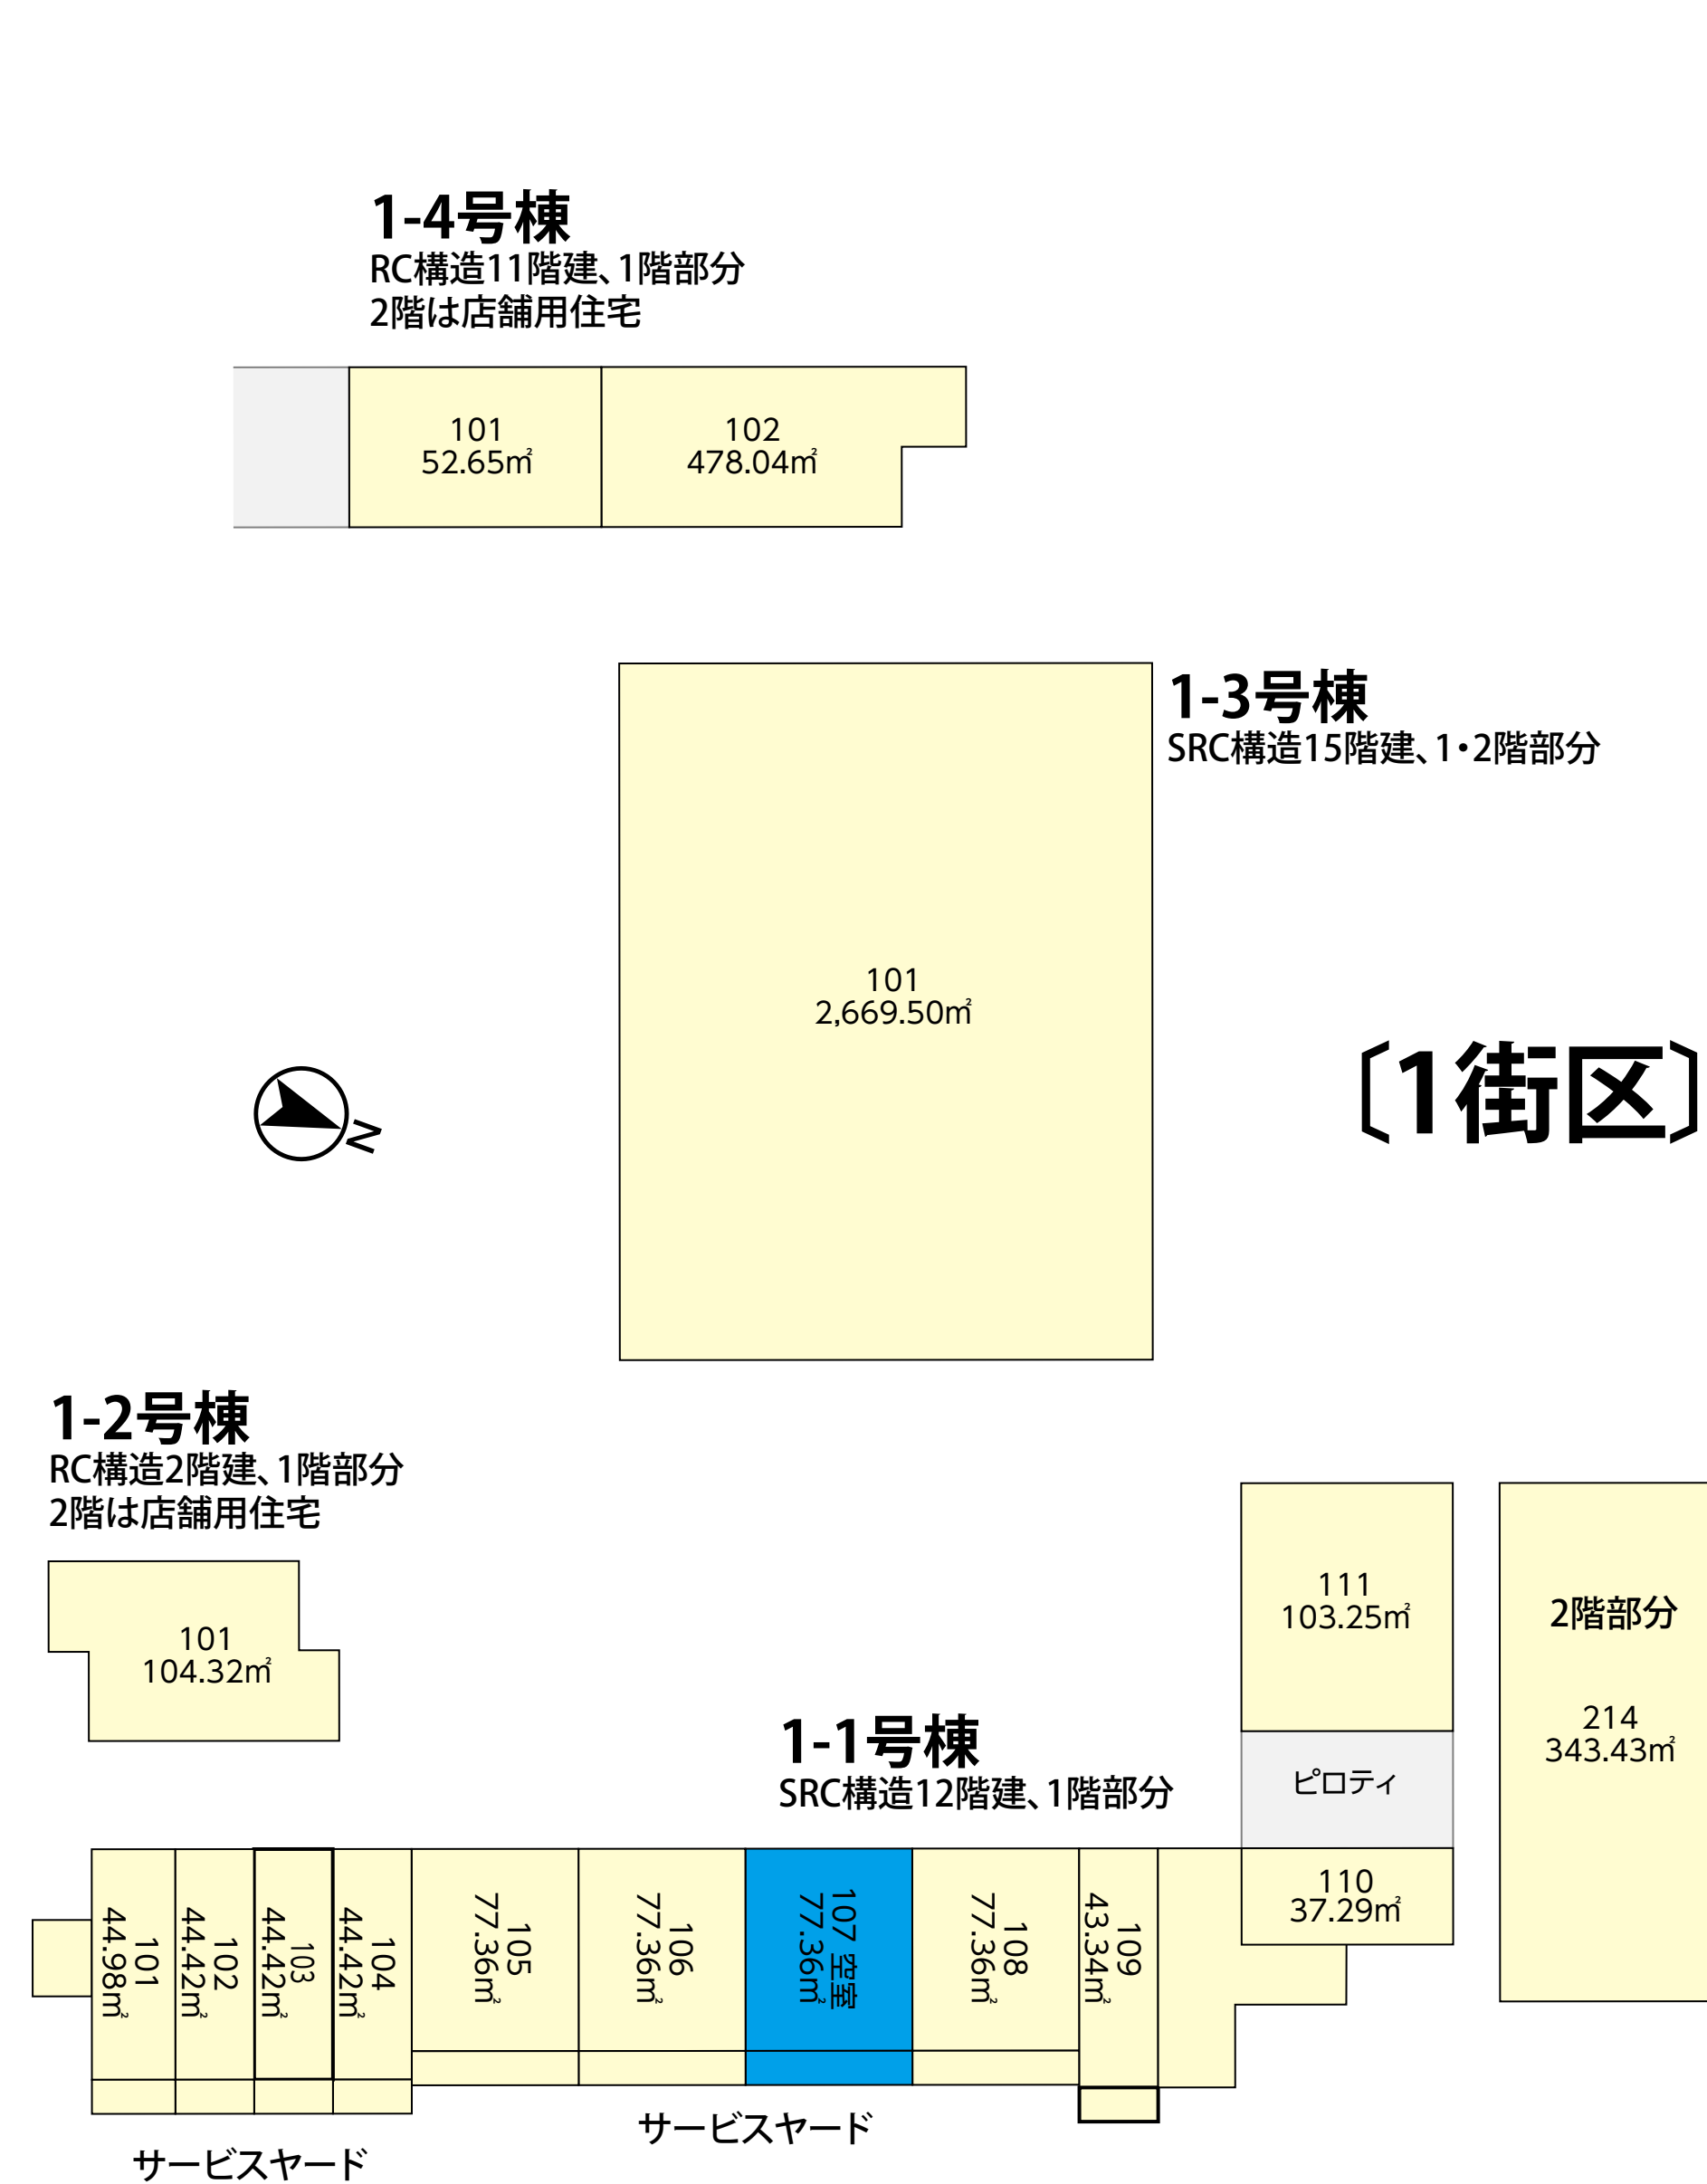 1-4号棟
RC構造11階建、1階部分
2階は店舗用住宅
101
52.65㎡
102
478.04㎡
1-3号棟
SRC構造15階建、1・2階部分
101
2,669.50㎡
N
〔1街区〕
1-2号棟
RC構造2階建、1階部分
2階は店舗用住宅
101
104.32㎡
111
103.25㎡
2階部分
214
343.43㎡
1-1号棟
SRC構造12階建、1階部分
ピロティ
110
37.29㎡
101
44.98㎡
102
44.42㎡
103
44.42㎡
104
44.42㎡
105
77.36㎡
106
77.36㎡
107 空室
77.36㎡
108
77.36㎡
109
43.34㎡
サービスヤード
サービスヤード